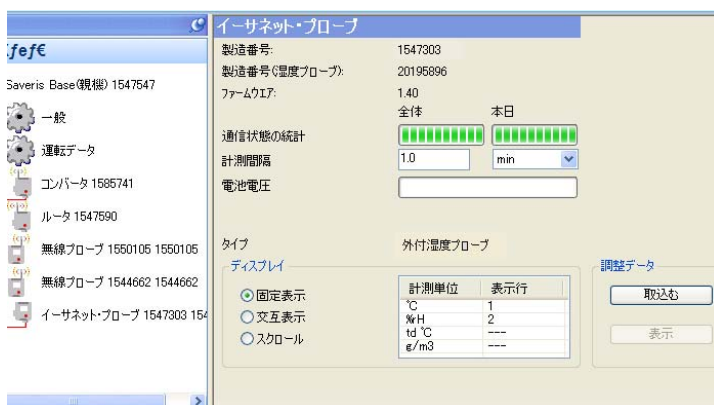 イーサネット・プローブ
ƒeƒ€
Saveris Base(親機) 1547547
一般
運転データ
コンバータ 1585741
ルータ 1547590
無線プローブ 1550105 1550105
無線プローブ 1544662 1544662
イーサネット・プローブ 1547303 154
製造番号: 1547303
製造番号(湿度プローブ): 20195896
ファームウエア: 1.40
全体 本日
通信状態の統計
計測間隔 1.0 min
電池電圧
タイプ 外付湿度プローブ
ディスプレイ
固定表示
交互表示
スクロール
計測単位 表示行
℃ 1
%rH 2
td ℃ ---
g/m3 ---
調整データ
取込む
表示